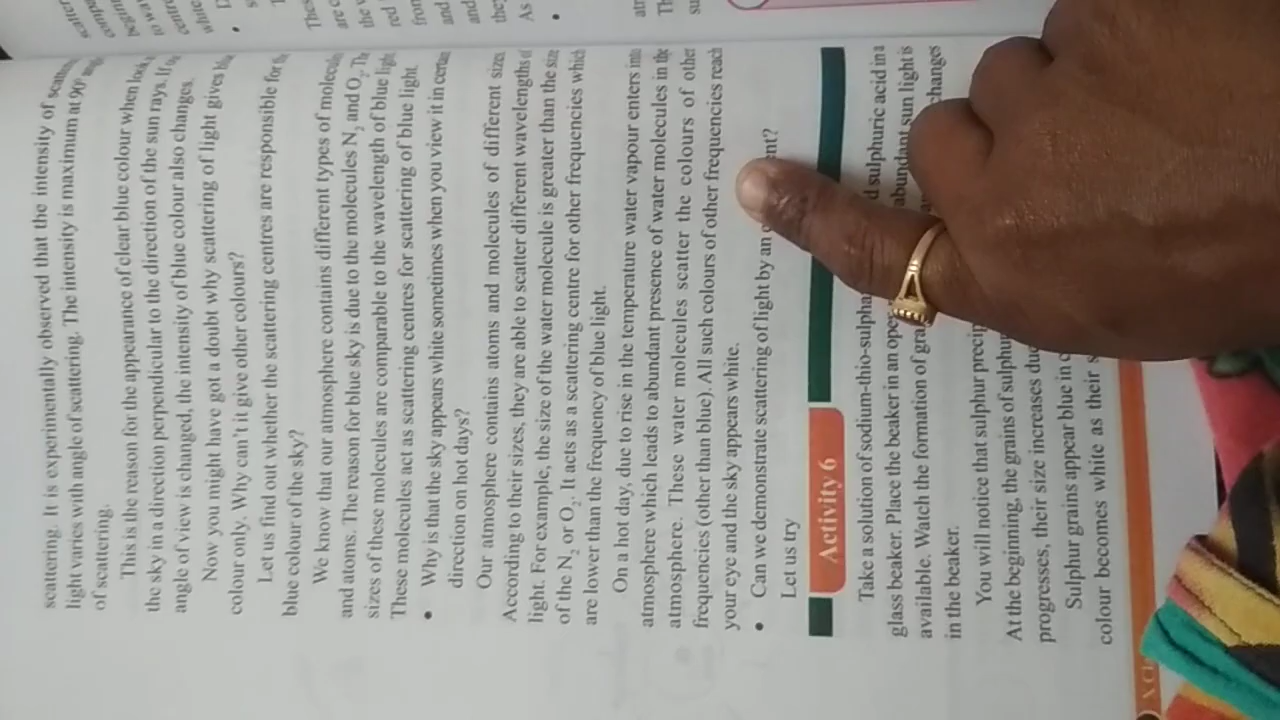 scattering. It is experimentally observed that the intensity of
light varies with angle of scattering. The intensity is maximum at 90°
of scattering.
This is the reason for the appearance of clear blue colour when look
the sky in a direction perpendicular to the direction of the sun rays. If
angle of view is changed, the intensity of blue colour also changes.
Now you might have got a doubt why scattering of light gives
colour only. Why can't it give other colours?
Let us find out whether the scattering centres are responsible for
blue colour of the sky?
We know that our atmosphere contains different types of
and atoms. The reason for blue sky is due to the molecules N2 and O2. Th
sizes of these molecules are comparable to the wavelength of blue light.
These molecules act as scattering centres for scattering of blue light.
• Why is that the sky appears white sometimes when you view it in
direction on hot days?
Our atmosphere contains atoms and molecules of different sizes.
According to their sizes, they are able to scatter different wavelengths of
light. For example, the size of the water molecule is greater than the size
of the N2 or O2. It acts as a scattering centre for other frequencies which
are lower than the frequency of blue light.
On a hot day, due to rise in the temperature water vapour enters into
atmosphere which leads to abundant presence of water molecules in the
atmosphere. These water molecules scatter the colours of other
frequencies (other than blue). All such colours of other frequencies reach
your eye and the sky appears white.
• Can we demonstrate scattering of light by an
Let us try
Activity 6
Take a solution of sodium-thio-sulpha d sulphuric acid in a
glass beaker. Place the beaker in an ope abundant sun light is
available. Watch the formation of gra changes
in the beaker.
You will notice that sulphur precip
At the beginning, the grains of sulphur
progresses, their size increases du
Sulphur grains appear blue in c
colour becomes white as their s